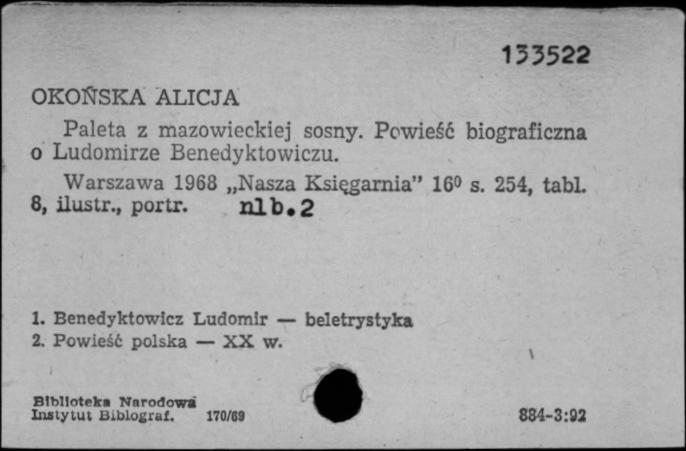 133522
OKOŃSKA ALICJA
Paleta z mazowieckiej sosny. Powieść biograficzna
o Ludomirze Benedyktowiczu.
Warszawa 1968 „Nasza Księgarnia” 16⁰ s. 254, tabl.
8, ilustr., portr. nlb.2
1. Benedyktowicz Ludomir — beletrystyka
2. Powieść polska — XX w.
Biblioteka Narodowa
Instytut Bibliograf. 170/69 884-3:92